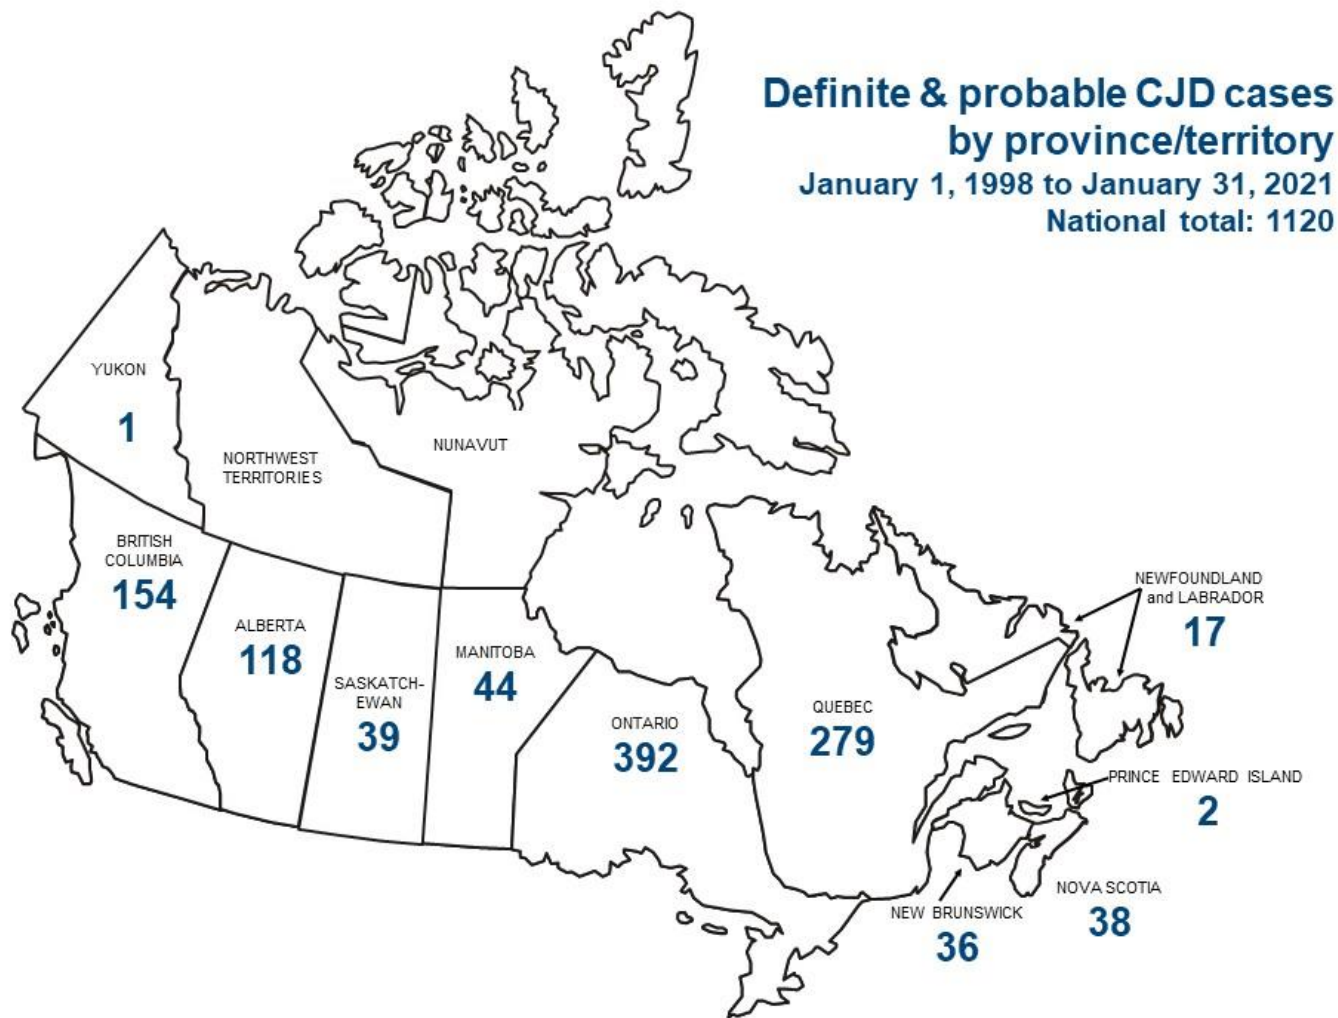 Definite & probable CJD cases
by province/territory
January 1, 1998 to January 31, 2021
National total: 1120
YUKON
1
NORTHWEST
TERRITORIES
NUNAVUT
BRITISH
COLUMBIA
154
ALBERTA
118
SASKATCH-
EWAN
39
MANITOBA
44
ONTARIO
392
QUEBEC
279
NEWFOUNDLAND
and LABRADOR
17
PRINCE EDWARD ISLAND
2
NOVA SCOTIA
38
NEW BRUNSWICK
36